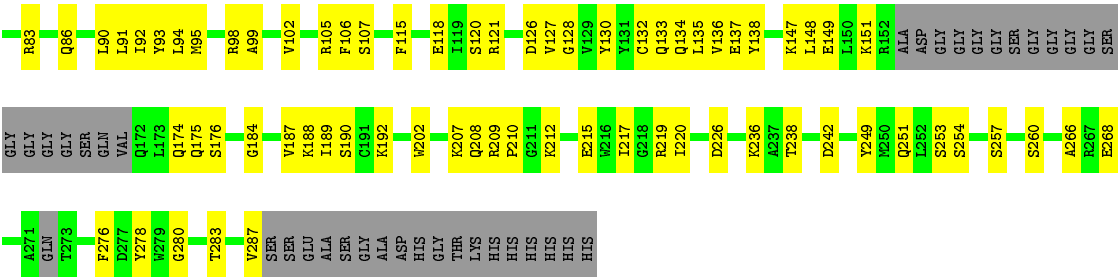 R83 Q86 L90 L91 I92 Y93 L94 M95 R98 A99 V102 R105 F106 S107 F115 E118 I119 S120 R121 D126 V127 G128 V129 Y130 Y131 C132 Q133 Q134 L135 V136 E137 Y138 K147 L148 E149 L150 K151 R152 ALA ASP GLY GLY GLY GLY SER GLY GLY GLY GLY SER
GLY GLY GLY GLY SER GLN VAL Q172 L173 Q174 Q175 S176 G184 V187 K188 I189 S190 C191 K192 W202 K207 Q208 R209 P210 G211 K212 E215 W216 I217 G218 R219 I220 D226 K236 A237 T238 D242 Y249 M250 Q251 L252 S253 S254 S257 S260 A266 R267 E268
A271 GLN T273 F276 D277 Y278 W279 G280 T283 V287 SER SER GLU ALA SER GLY ALA ASP HIS GLY THR LYS HIS HIS HIS HIS HIS HIS